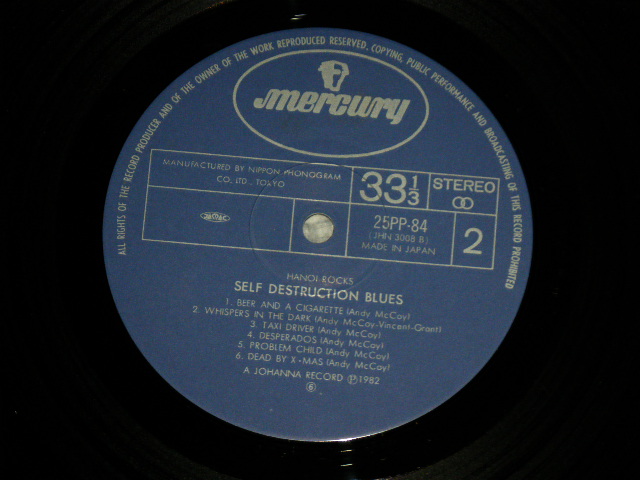 ALL RIGHTS OF THE RECORD PRODUCER AND OF THE OWNER OF THE WORK REPRODUCED RESERVED. COPYING, PUBLIC PERFORMANCE AND BROADCASTING OF THIS RECORD PROHIBITED
mercury
MANUFACTURED BY NIPPON PHONOGRAM
CO., LTD., TOKYO
33 1/3
STEREO
25PP-84
(JHN 3008 B)
MADE IN JAPAN
2
HANOI ROCKS
SELF DESTRUCTION BLUES
1. BEER AND A CIGARETTE (Andy McCoy)
2. WHISPERS IN THE DARK (Andy McCoy-Vincent-Grant)
3. TAXI DRIVER (Andy McCoy)
4. DESPERADOS (Andy McCoy)
5. PROBLEM CHILD (Andy McCoy)
6. DEAD BY X-MAS (Andy McCoy)
A JOHANNA RECORD Ⓟ1982